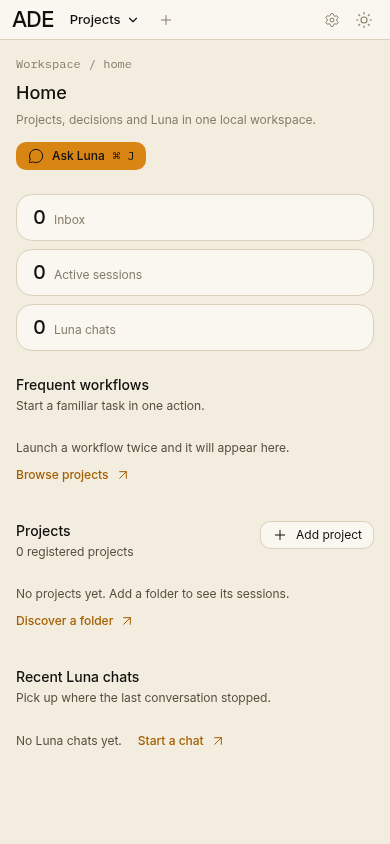 ADE Projects
Workspace / home
Home
Projects, decisions and Luna in one local workspace.
Ask Luna ⌘ J
0 Inbox
0 Active sessions
0 Luna chats
Frequent workflows
Start a familiar task in one action.
Launch a workflow twice and it will appear here.
Browse projects
Projects
Add project
0 registered projects
No projects yet. Add a folder to see its sessions.
Discover a folder
Recent Luna chats
Pick up where the last conversation stopped.
No Luna chats yet. Start a chat